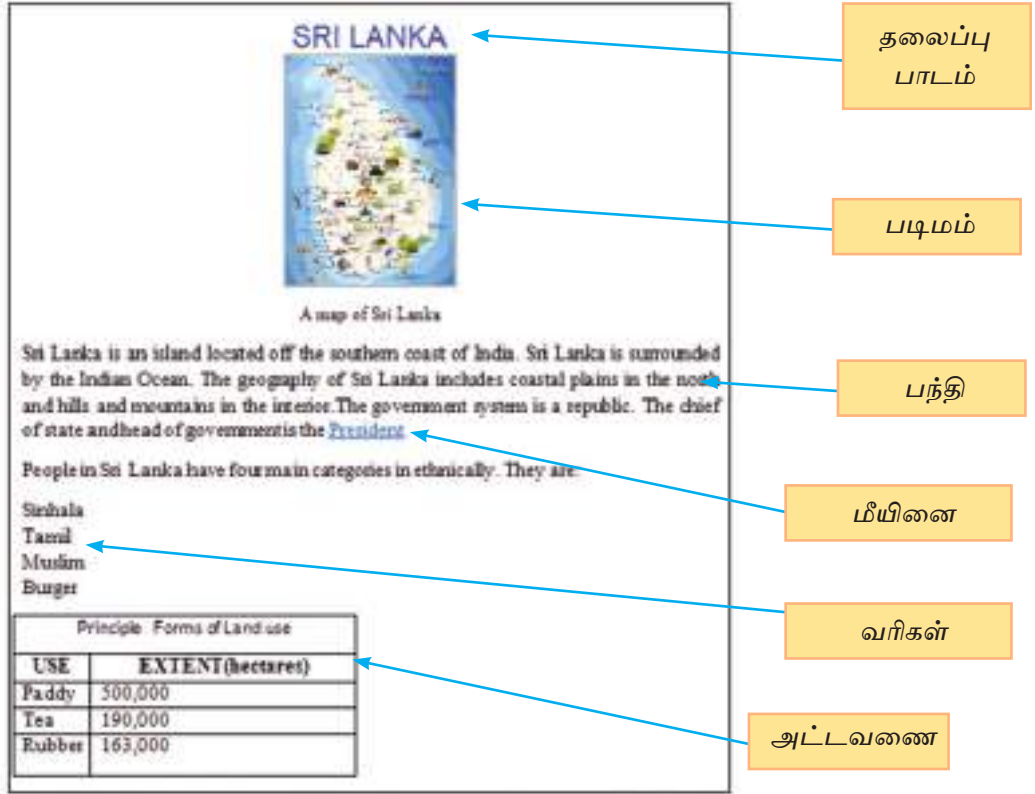 SRI LANKA
தலைப்பு
பாடம்
படிமம்
A map of Sri Lanka
Sri Lanka is an island located off the southern coast of India. Sri Lanka is surrounded
by the Indian Ocean. The geography of Sri Lanka includes coastal plains in the north
and hills and mountains in the interior.The government system is a republic. The chief
of state andhead of governmentis the President
பந்தி
மீயினை
People in Sri Lanka have four main categories in ethnically. They are:
Sinhala
Tamil
Muslim
Burger
வரிகள்
Principle Forms of Land use
USE EXTENT(hectares)
Paddy 500,000
Tea 190,000
Rubber 163,000
அட்டவணை